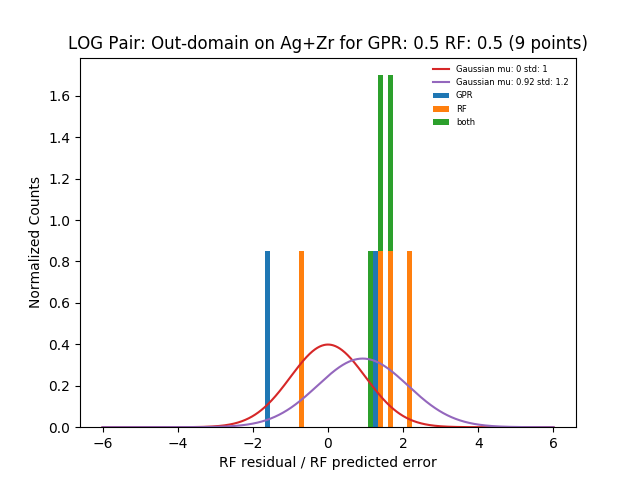 LOG Pair: Out-domain on Ag+Zr for GPR: 0.5 RF: 0.5 (9 points)
Gaussian mu: 0 std: 1
Gaussian mu: 0.92 std: 1.2
GPR
RF
both
Normalized Counts
1.6
1.4
1.2
1.0
0.8
0.6
0.4
0.2
0.0
−6 −4 −2 0 2 4 6
RF residual / RF predicted error